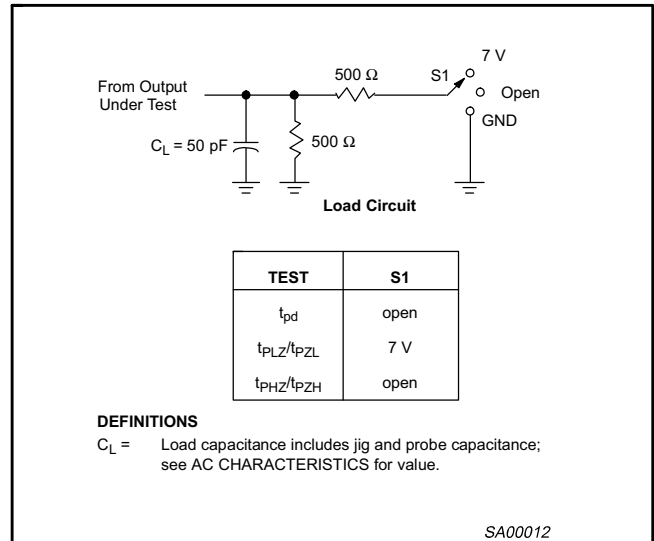 7 V
500 Ω
S1
From Output
Under Test
Open
GND
C_L = 50 pF
500 Ω
Load Circuit
TEST S1
t_pd open
t_PLZ/t_PZL 7 V
t_PHZ/t_PZH open
DEFINITIONS
C_L = Load capacitance includes jig and probe capacitance;
see AC CHARACTERISTICS for value.
SA00012